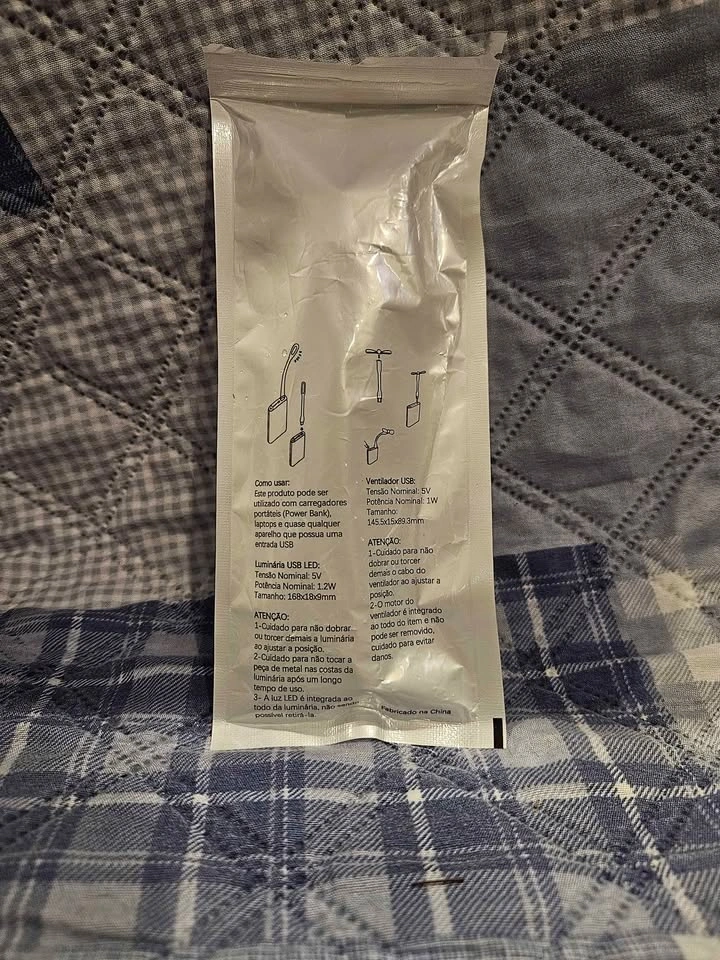 Como usar:
Este produto pode ser
utilizado com carregadores
portáteis (Power Bank),
laptops e quase qualquer
aparelho que possua uma
entrada USB
Luminária USB LED:
Tensão Nominal: 5V
Potência Nominal: 1.2W
Tamanho: 168x18x9mm
ATENÇÃO:
1-Cuidado para não dobrar
ou torcer demais a luminária
ao ajustar a posição.
2-Cuidado para não tocar a
peça de metal nas costas da
luminária após um longo
tempo de uso.
3- A luz LED é integrada ao
todo da luminária, não sendo
possível retirá-la.
Ventilador USB:
Tensão Nominal: 5V
Potência Nominal: 1W
Tamanho:
145.5x15x89.3mm
ATENÇÃO:
1-Cuidado para não
dobrar ou torcer
demais o cabo do
ventilador ao ajustar a
posição.
2-O motor do
ventilador é integrado
ao todo do item e não
pode ser removido,
cuidado para evitar
danos.
Fabricado na China